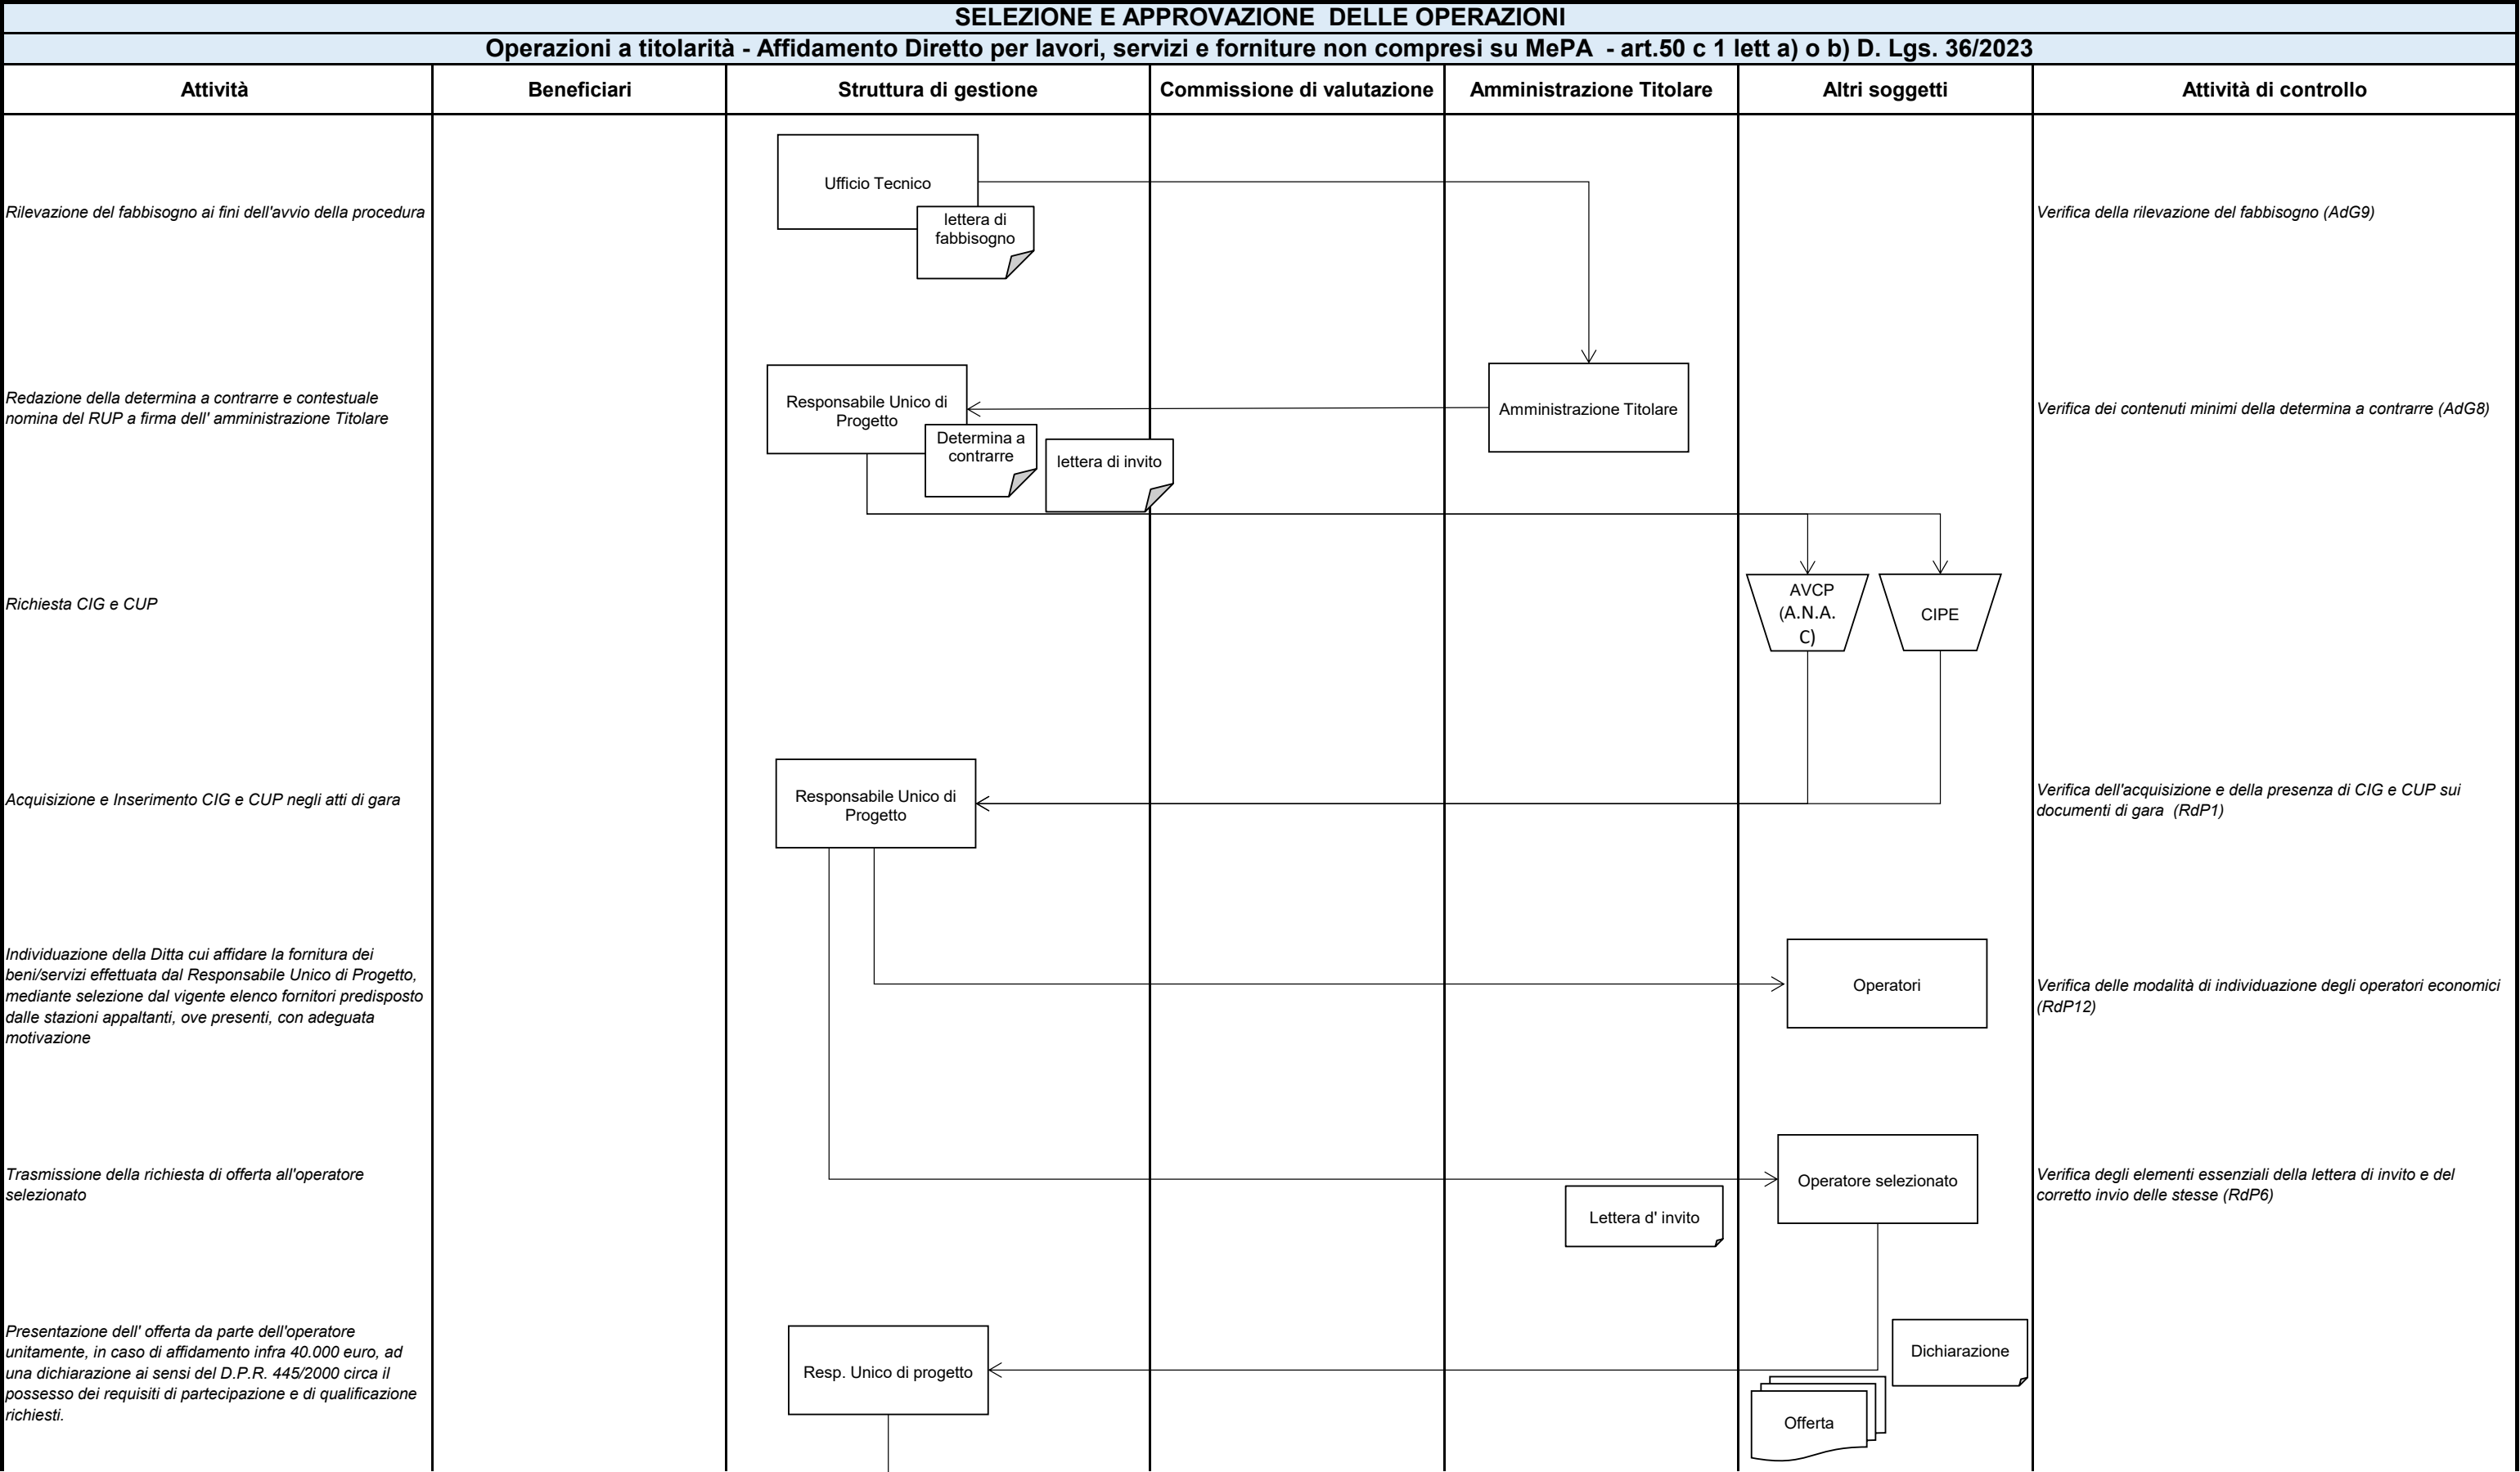 SELEZIONE E APPROVAZIONE  DELLE OPERAZIONI
Operazioni a titolarità - Affidamento Diretto per lavori, servizi e forniture non compresi su MePA  - art.50 c 1 lett a) o b) D. Lgs. 36/2023
Attività
Beneficiari
Struttura di gestione
Commissione di valutazione
Amministrazione Titolare
Altri soggetti
Attività di controllo
Rilevazione del fabbisogno ai fini dell'avvio della procedura
Ufficio Tecnico
lettera di
fabbisogno
Verifica della rilevazione del fabbisogno (AdG9)
Redazione della determina a contrarre e contestuale
nomina del RUP a firma dell' amministrazione Titolare
Responsabile Unico di
Progetto
Determina a
contrarre
lettera di invito
Amministrazione Titolare
Verifica dei contenuti minimi della determina a contrarre (AdG8)
Richiesta CIG e CUP
AVCP
(A.N.A.
C)
CIPE
Acquisizione e Inserimento CIG e CUP negli atti di gara
Responsabile Unico di
Progetto
Verifica dell'acquisizione e della presenza di CIG e CUP sui
documenti di gara  (RdP1)
Individuazione della Ditta cui affidare la fornitura dei
beni/servizi effettuata dal Responsabile Unico di Progetto,
mediante selezione dal vigente elenco fornitori predisposto
dalle stazioni appaltanti, ove presenti, con adeguata
motivazione
Operatori
Verifica delle modalità di individuazione degli operatori economici
(RdP12)
Trasmissione della richiesta di offerta all'operatore
selezionato
Operatore selezionato
Lettera d' invito
Verifica degli elementi essenziali della lettera di invito e del
corretto invio delle stesse (RdP6)
Presentazione dell' offerta da parte dell'operatore
unitamente, in caso di affidamento infra 40.000 euro, ad
una dichiarazione ai sensi del D.P.R. 445/2000 circa il
possesso dei requisiti di partecipazione e di qualificazione
richiesti.
Resp. Unico di progetto
Dichiarazione
Offerta